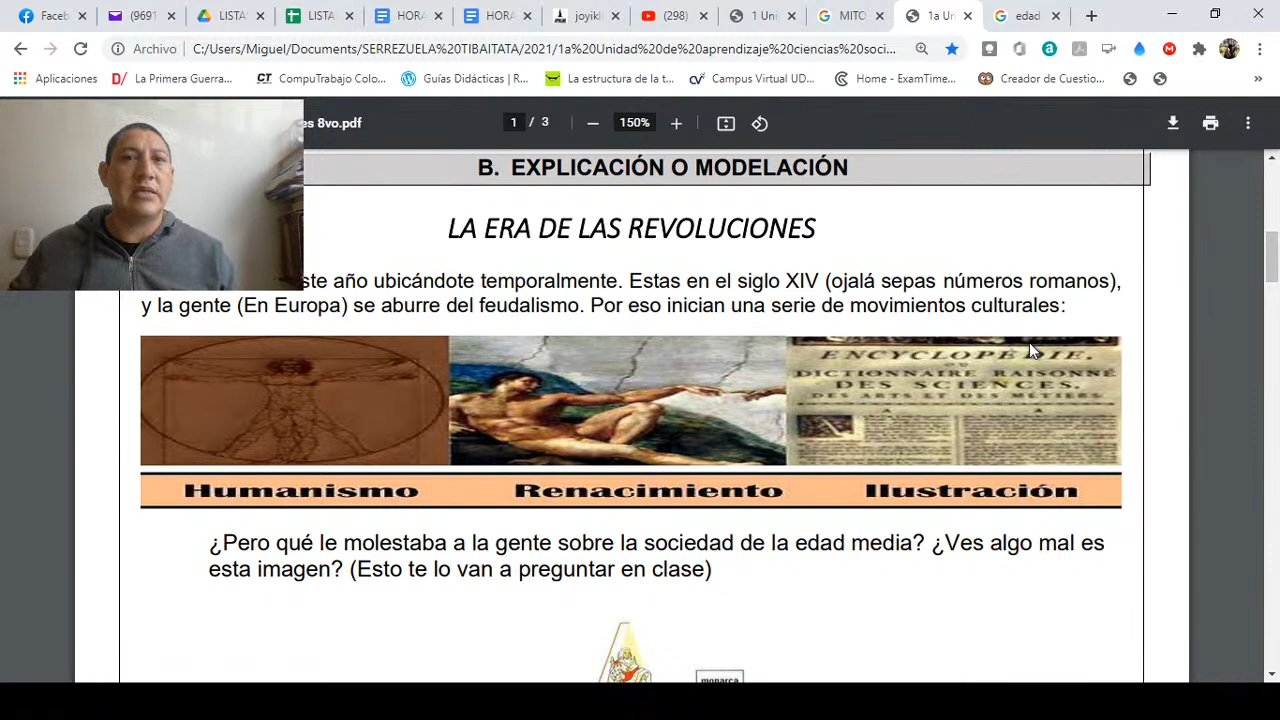 Faceb
(9691
LISTA
LISTA
HORA
HORA
joyikl
(298)
1 Uni
MITO
1a Un
edad
Archivo
C:/Users/Miguel/Documents/SERREZUELA%20TIBAITATA/2021/1a%20Unidad%20de%20aprendizaje%20ciencias%20soci...
Aplicaciones
La Primera Guerra...
CompuTrabajo Colo...
Guías Didácticas | R...
La estructura de la t...
Campus Virtual UD...
Home - ExamTime...
Creador de Cuestio...
»
es 8vo.pdf
1 / 3
150%
B. EXPLICACIÓN O MODELACIÓN
LA ERA DE LAS REVOLUCIONES
ste año ubicándote temporalmente. Estas en el siglo XIV (ojalá sepas números romanos),
y la gente (En Europa) se aburre del feudalismo. Por eso inician una serie de movimientos culturales:
ENCYCLOPÉDIE,
OU
DICTIONNAIRE RAISONNÉ
DES SCIENCES,
DES ARTS ET DES MÉTIERS
Humanismo Renacimiento Ilustración
¿Pero qué le molestaba a la gente sobre la sociedad de la edad media? ¿Ves algo mal es
esta imagen? (Esto te lo van a preguntar en clase)
monarca